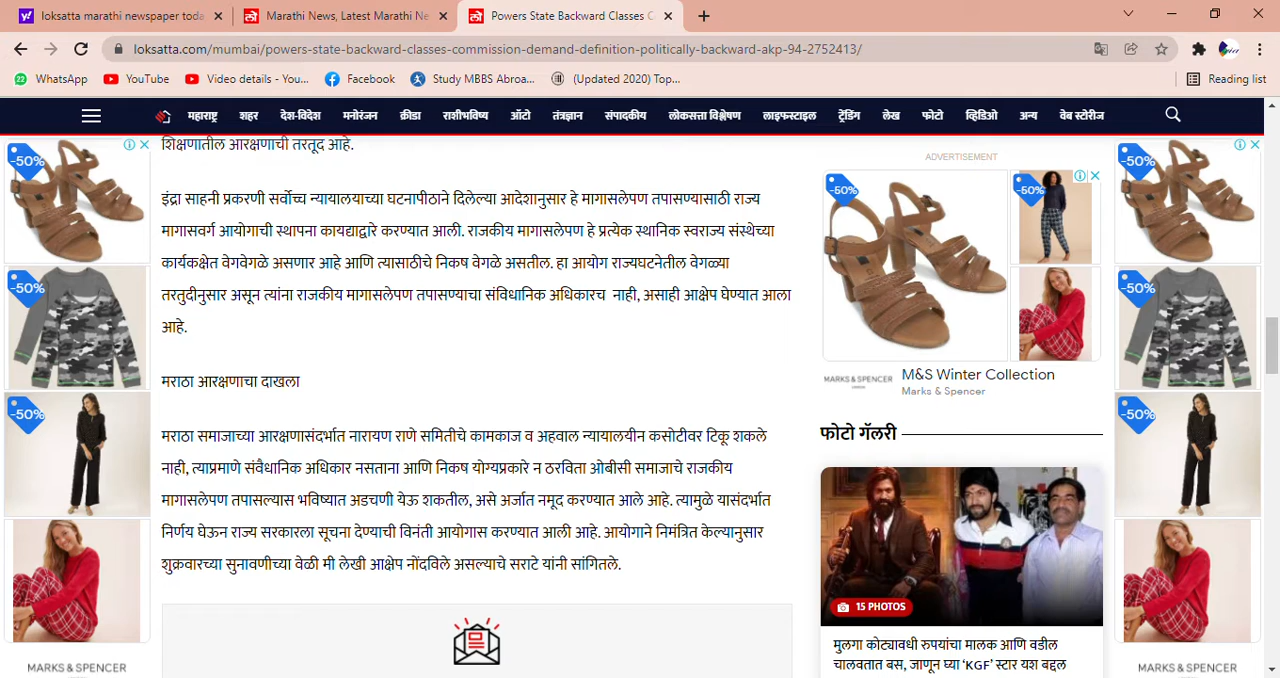 loksatta marathi newspaper toda
Marathi News, Latest Marathi Ne
Powers State Backward Classes C
loksatta.com/mumbai/powers-state-backward-classes-commission-demand-definition-politically-backward-akp-94-2752413/
22 WhatsApp
YouTube
Video details - You...
Facebook
Study MBBS Abroa...
(Updated 2020) Top...
Reading list
महाराष्ट्र शहर देश-विदेश मनोरंजन क्रीडा राशीभविष्य ऑटो तंत्रज्ञान संपादकीय लोकसत्ता विश्लेषण लाइफस्टाइल ट्रेंडिंग लेख फोटो व्हिडिओ अन्य वेब स्टोरीज
शिक्षणातील आरक्षणाची तरतूद आहे.
इंद्रा साहनी प्रकरणी सर्वोच्च न्यायालयाच्या घटनापीठाने दिलेल्या आदेशानुसार हे मागासलेपण तपासण्यासाठी राज्य
मागासवर्ग आयोगाची स्थापना कायद्याद्वारे करण्यात आली. राजकीय मागासलेपण हे प्रत्येक स्थानिक स्वराज्य संस्थेच्या
कार्यकक्षेत वेगवेगळे असणार आहे आणि त्यासाठीचे निकष वेगळे असतील. हा आयोग राज्यघटनेतील वेगळ्या
तरतुदीनुसार असून त्यांना राजकीय मागासलेपण तपासण्याचा संविधानिक अधिकारच नाही, असाही आक्षेप घेण्यात आला
आहे.
मराठा आरक्षणाचा दाखला
मराठा समाजाच्या आरक्षणासंदर्भात नारायण राणे समितीचे कामकाज व अहवाल न्यायालयीन कसोटीवर टिकू शकले
नाही, त्याप्रमाणे संवैधानिक अधिकार नसताना आणि निकष योग्यप्रकारे न ठरविता ओबीसी समाजाचे राजकीय
मागासलेपण तपासल्यास भविष्यात अडचणी येऊ शकतील, असे अर्जात नमूद करण्यात आले आहे. त्यामुळे यासंदर्भात
निर्णय घेऊन राज्य सरकारला सूचना देण्याची विनंती आयोगास करण्यात आली आहे. आयोगाने निमंत्रित केल्यानुसार
शुक्रवारच्या सुनावणीच्या वेळी मी लेखी आक्षेप नोंदविले असल्याचे सराटे यांनी सांगितले.
ADVERTISEMENT
-50%
-50%
MARKS & SPENCER
M&S Winter Collection
Marks & Spencer
फोटो गॅलरी
15 PHOTOS
मुलगा कोट्यावधी रुपयांचा मालक आणि वडील
चालवतात बस, जाणून घ्या ‘KGF’ स्टार यश बद्दल
-50%
-50%
-50%
MARKS & SPENCER
-50%
-50%
-50%
MARKS & SPENCER